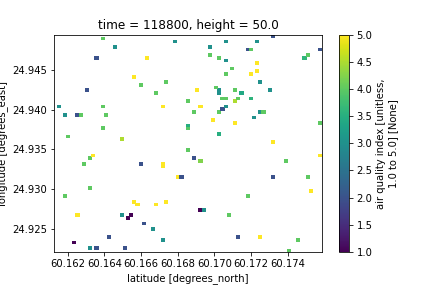 time = 118800, height = 50.0
longitude [degrees_east]
24.945
24.940
24.935
24.930
24.925
60.162 60.164 60.166 60.168 60.170 60.172 60.174
latitude [degrees_north]
5.0
4.5
4.0
3.5
3.0
2.5
2.0
1.5
1.0
air quality index [unitless,
1.0 to 5.0] [None]